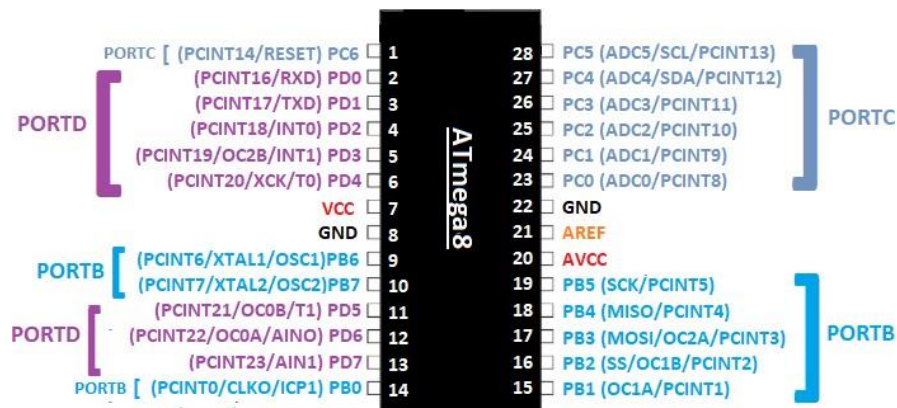 PORTC [ (PCINT14/RESET) PC6 1
(PCINT16/RXD) PD0 2
(PCINT17/TXD) PD1 3
PORTD (PCINT18/INT0) PD2 4
(PCINT19/OC2B/INT1) PD3 5
(PCINT20/XCK/T0) PD4 6
VCC 7
GND 8
PORTB (PCINT6/XTAL1/OSC1)PB6 9
(PCINT7/XTAL2/OSC2)PB7 10
(PCINT21/OC0B/T1) PD5 11
PORTD (PCINT22/OC0A/AINO) PD6 12
(PCINT23/AIN1) PD7 13
PORTB [ (PCINT0/CLKO/ICP1) PB0 14
ATmega8
28 PC5 (ADC5/SCL/PCINT13)
27 PC4 (ADC4/SDA/PCINT12)
26 PC3 (ADC3/PCINT11)
25 PC2 (ADC2/PCINT10) PORTC
24 PC1 (ADC1/PCINT9)
23 PC0 (ADC0/PCINT8)
22 GND
21 AREF
20 AVCC
19 PB5 (SCK/PCINT5)
18 PB4 (MISO/PCINT4)
17 PB3 (MOSI/OC2A/PCINT3) PORTB
16 PB2 (SS/OC1B/PCINT2)
15 PB1 (OC1A/PCINT1)